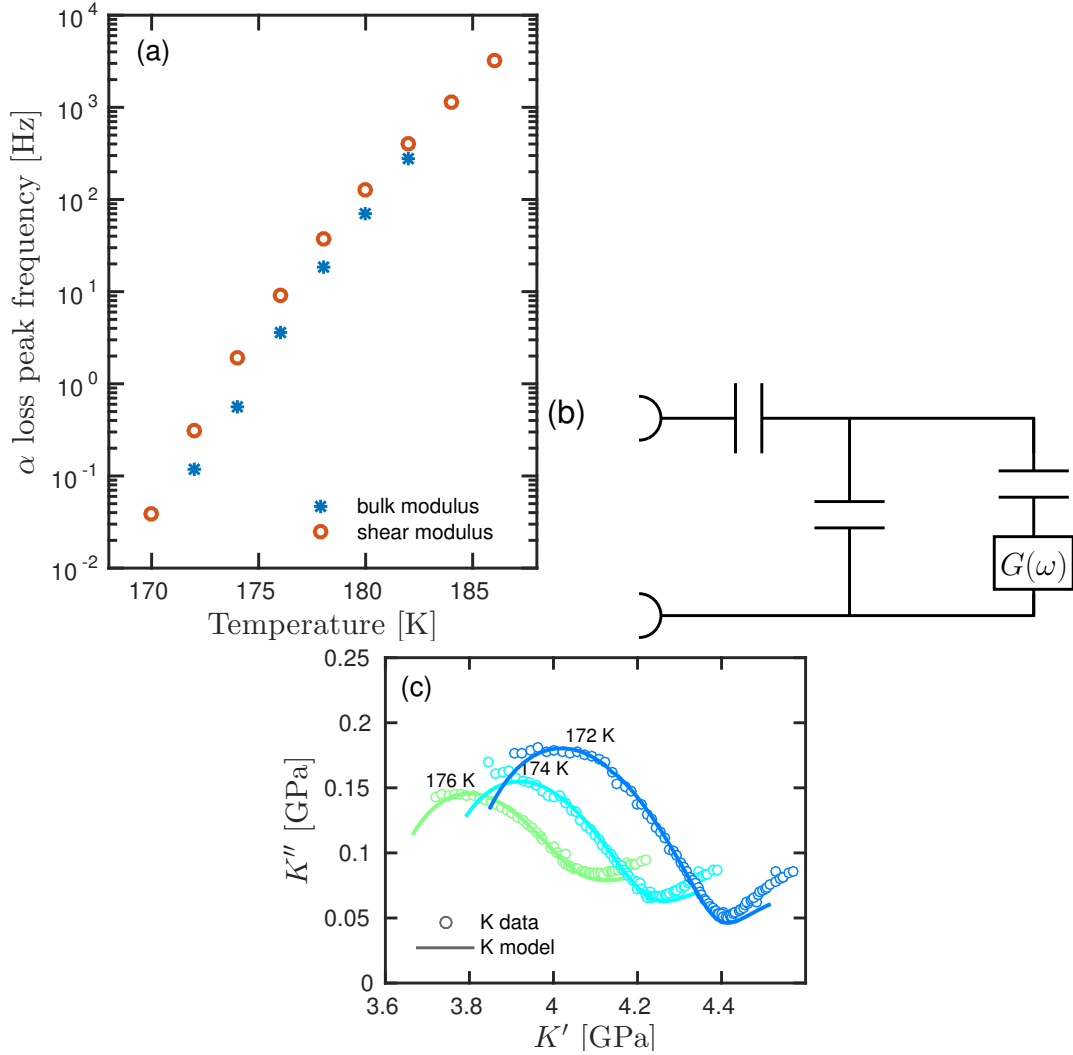 (a)
α loss peak frequency [Hz]
10^4
10^3
10^2
10^1
10^0
10^-1
10^-2
bulk modulus
shear modulus
170 175 180 185
Temperature [K]
(b)
G(ω)
(c)
K″ [GPa]
0.25
0.2
0.15
0.1
0.05
0
172 K
174 K
176 K
K data
K model
3.6 3.8 4 4.2 4.4
K′ [GPa]